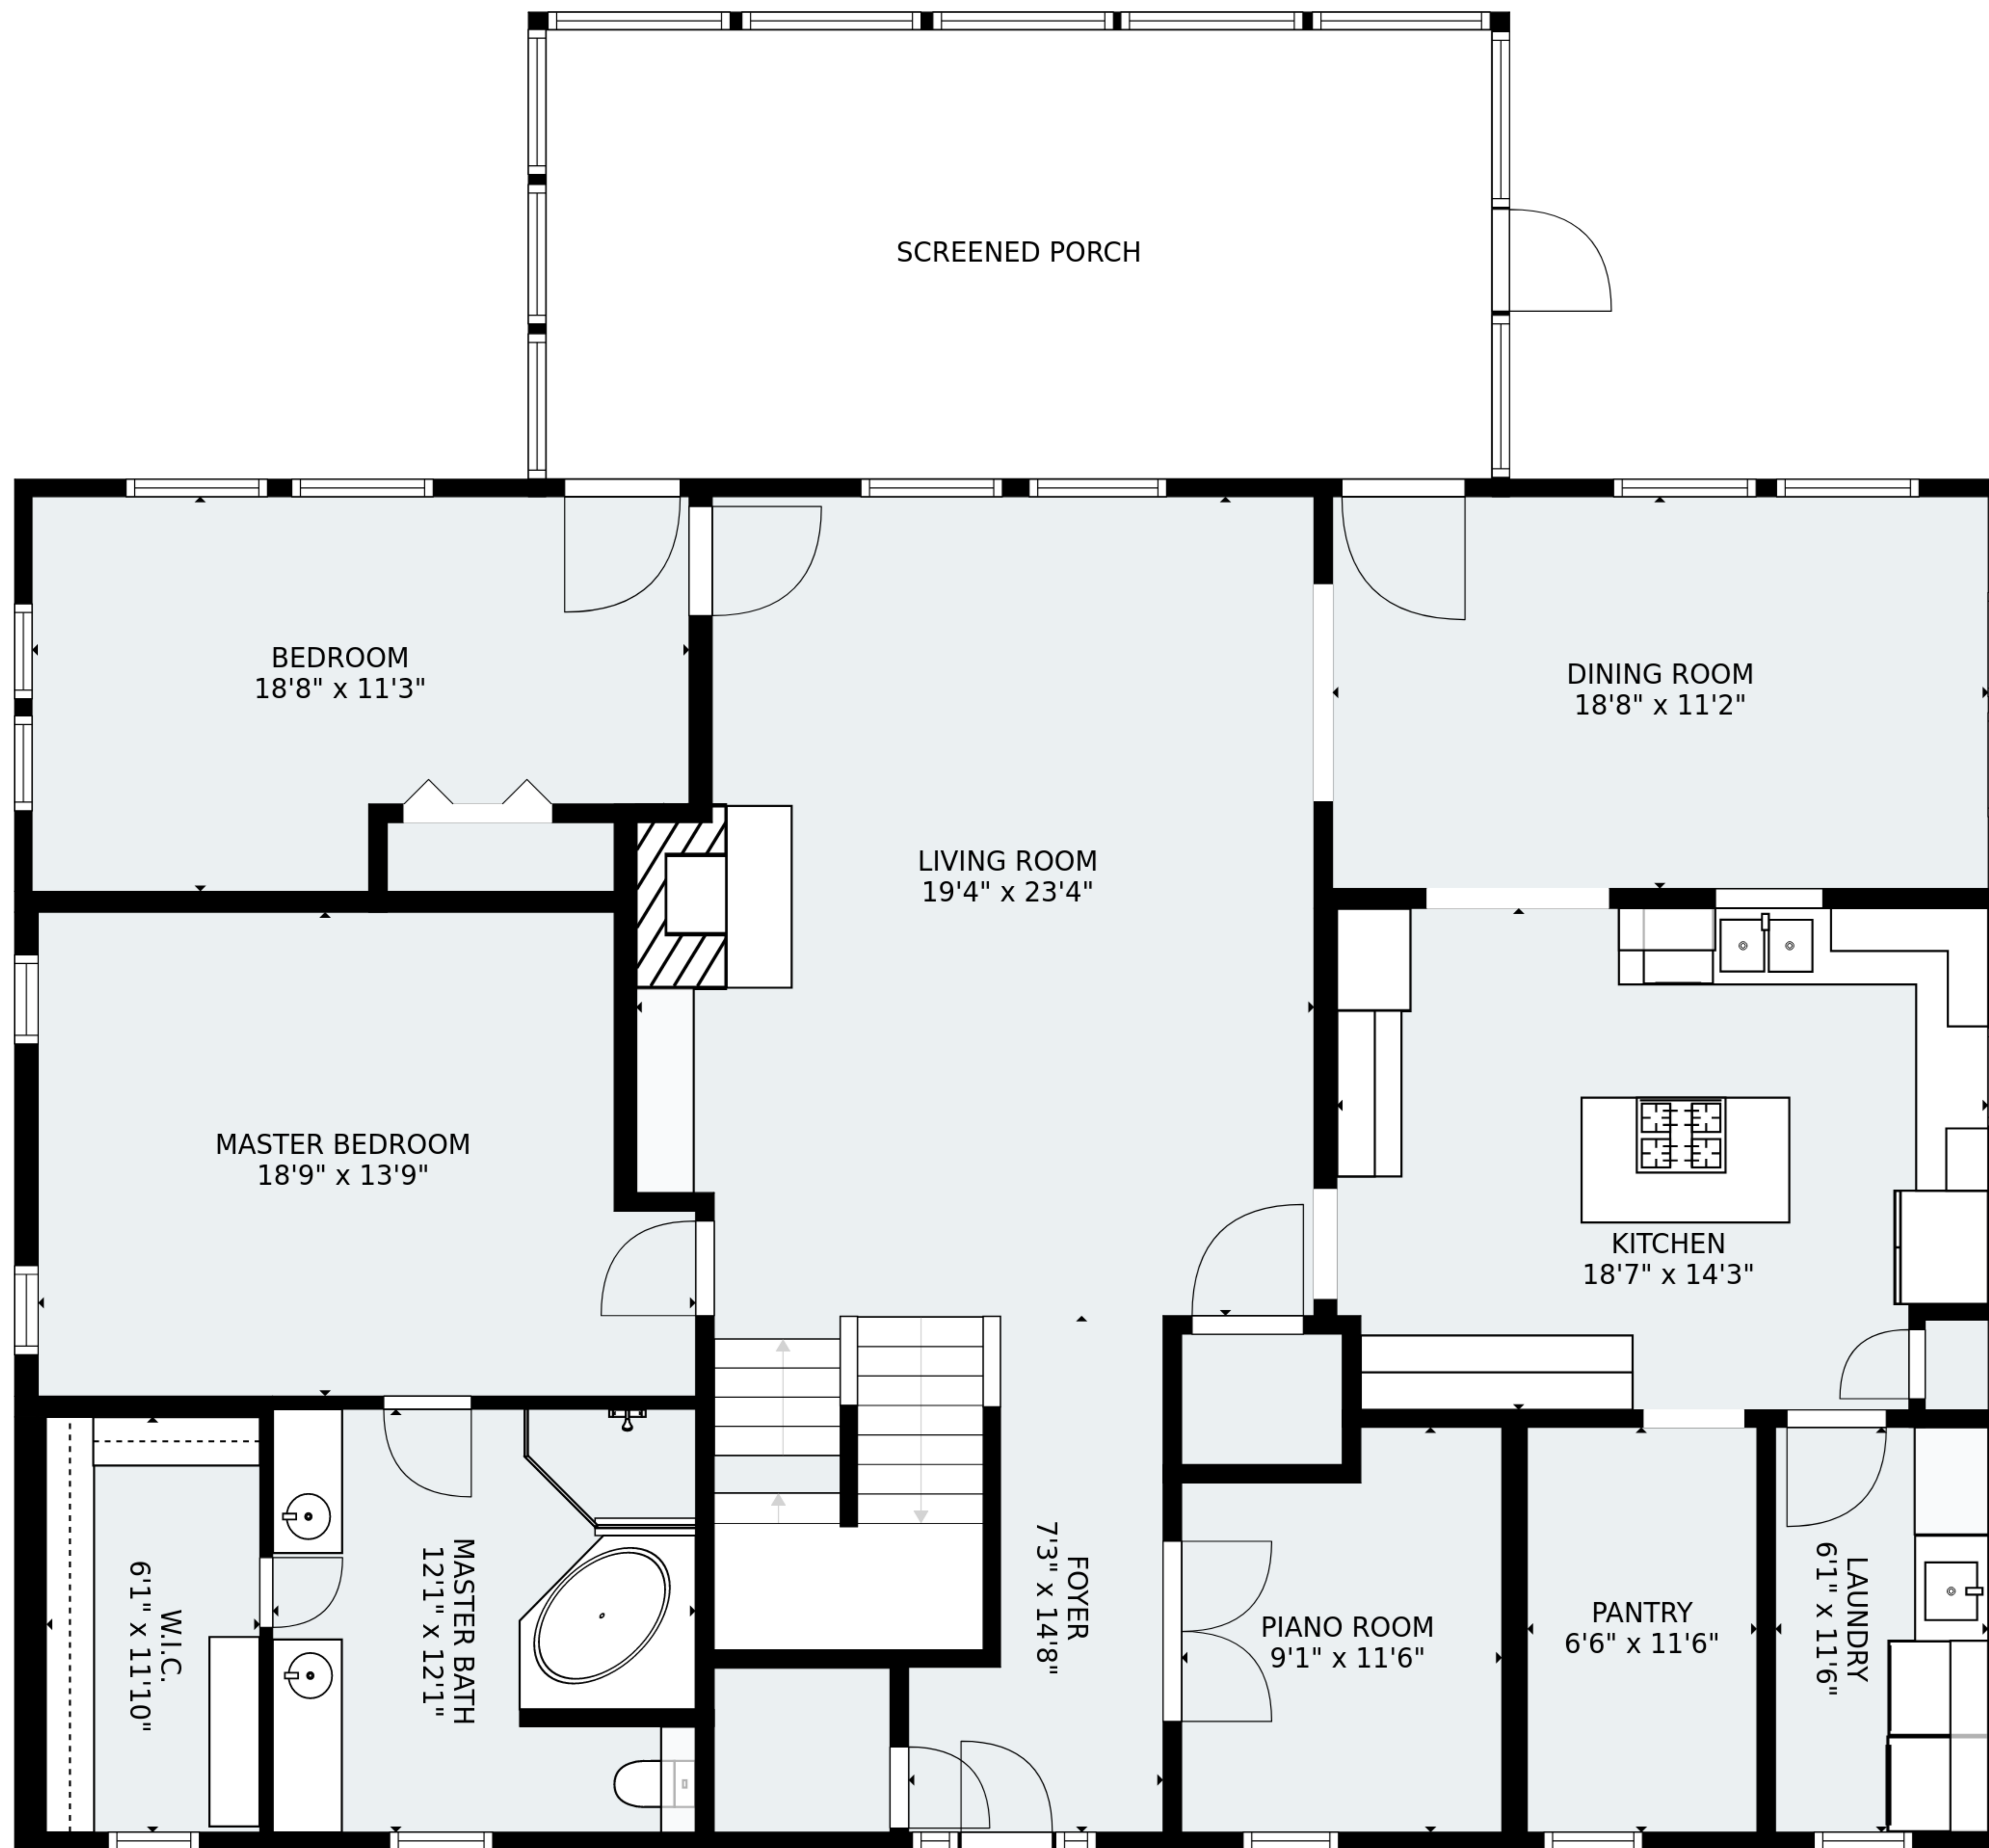 SCREENED PORCH
BEDROOM
18'8" x 11'3"
DINING ROOM
18'8" x 11'2"
LIVING ROOM
19'4" x 23'4"
MASTER BEDROOM
18'9" x 13'9"
KITCHEN
18'7" x 14'3"
W.I.C.
6'1" x 11'10"
MASTER BATH
12'1" x 12'1"
FOYER
7'3" x 14'8"
PIANO ROOM
9'1" x 11'6"
PANTRY
6'6" x 11'6"
LAUNDRY
6'1" x 11'6"